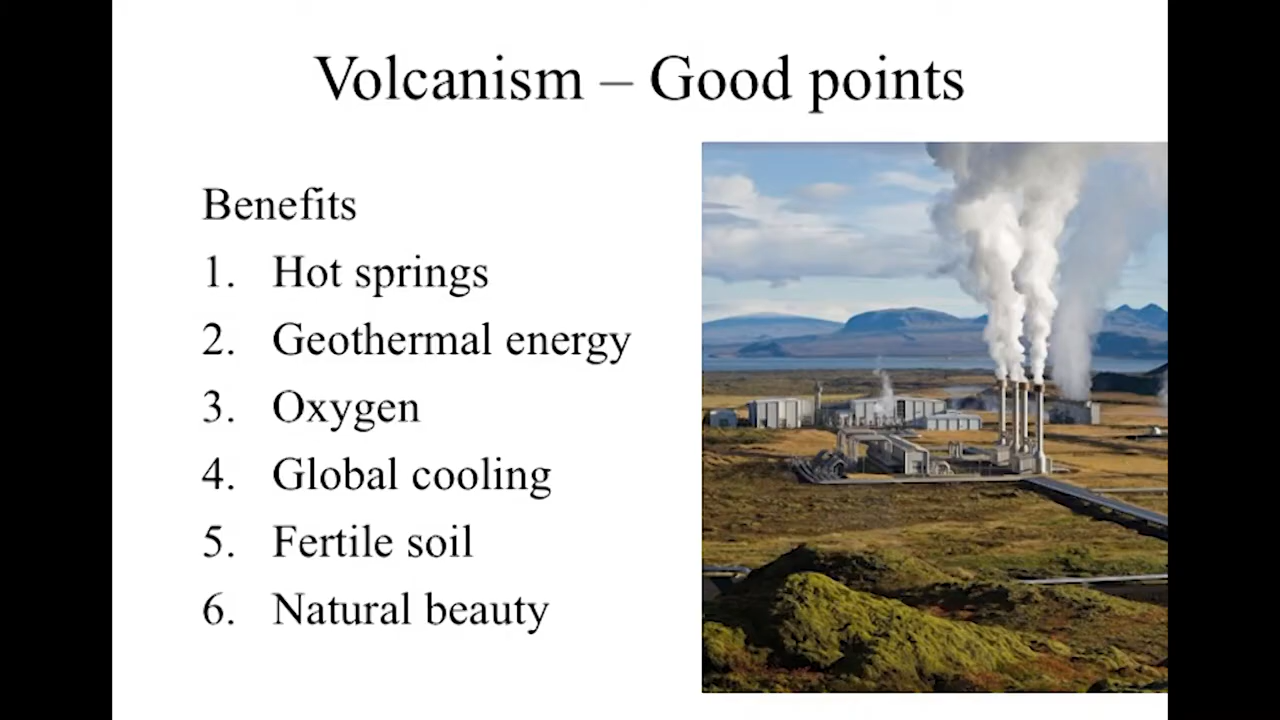 Volcanism – Good points
Benefits
1. Hot springs
2. Geothermal energy
3. Oxygen
4. Global cooling
5. Fertile soil
6. Natural beauty